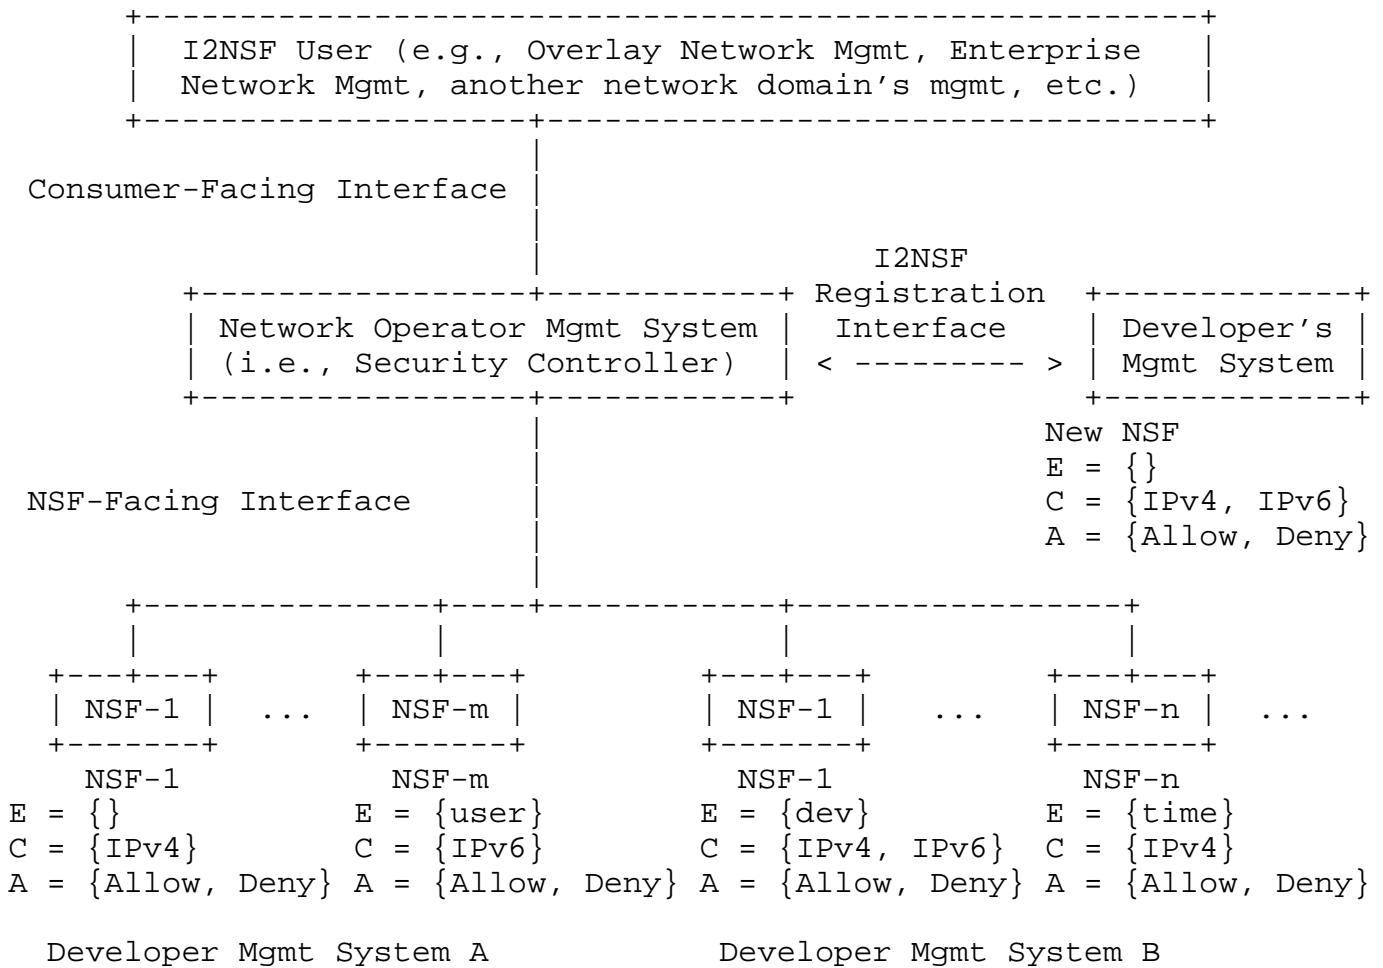 I2NSF User (e.g., Overlay Network Mgmt, Enterprise
Network Mgmt, another network domain's mgmt, etc.)
Consumer-Facing Interface
I2NSF
Registration
Interface
Network Operator Mgmt System
(i.e., Security Controller)
< --------- >
Developer's
Mgmt System
New NSF
E = {}
C = {IPv4, IPv6}
A = {Allow, Deny}
NSF-Facing Interface
NSF-1 ... NSF-m NSF-1 ... NSF-n ...
NSF-1 NSF-m NSF-1 NSF-n
E = {} E = {user} E = {dev} E = {time}
C = {IPv4} C = {IPv6} C = {IPv4, IPv6} C = {IPv4}
A = {Allow, Deny} A = {Allow, Deny} A = {Allow, Deny} A = {Allow, Deny}
Developer Mgmt System A Developer Mgmt System B